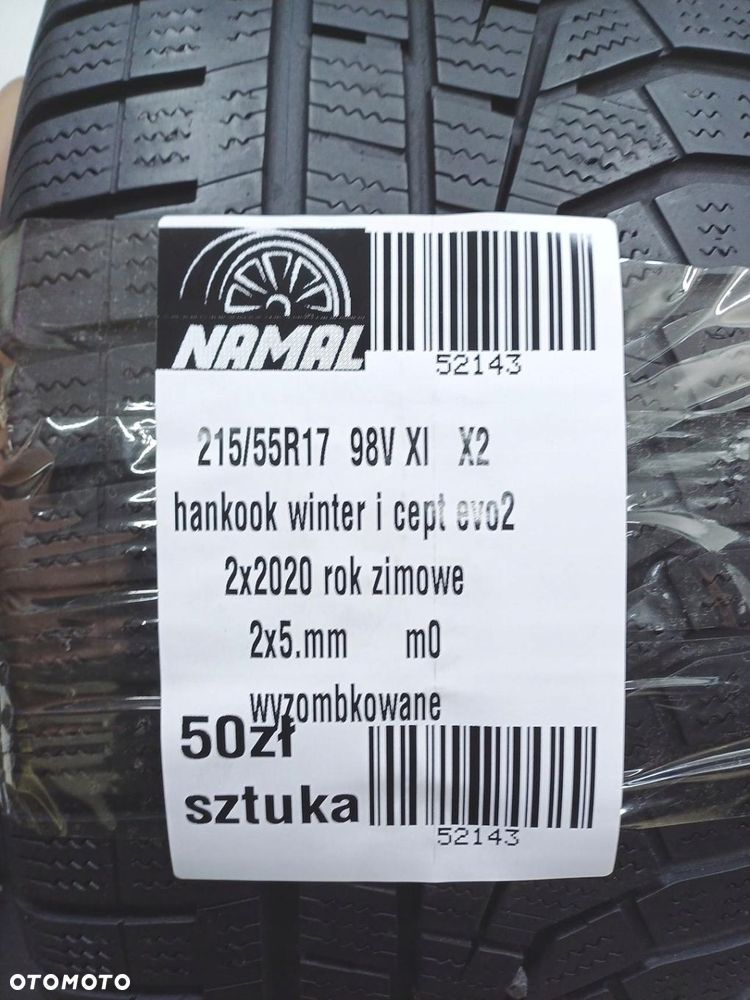 NAMAL
52143
215/55R17 98V Xl X2
hankook winter i cept evo2
2x2020 rok zimowe
2x5.mm m0
wyzombkowane
50zł
sztuka
52143
OTOMOTO